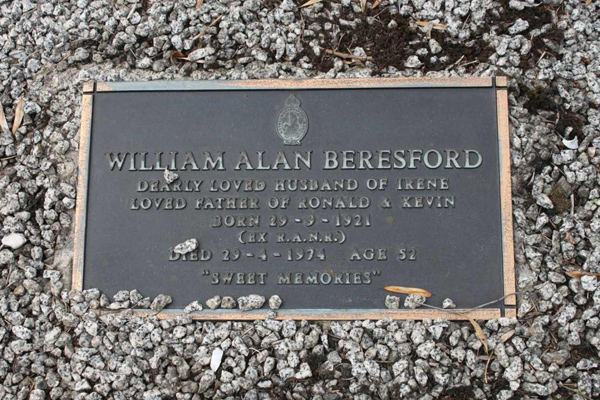 WILLIAM ALAN BERESFORD
DEARLY LOVED HUSBAND OF IRENE
LOVED FATHER OF RONALD & KEVIN
BORN 29-3-1921
(EX R.A.N.R.)
DIED 29-4-1974 AGE 52
"SWEET MEMORIES"